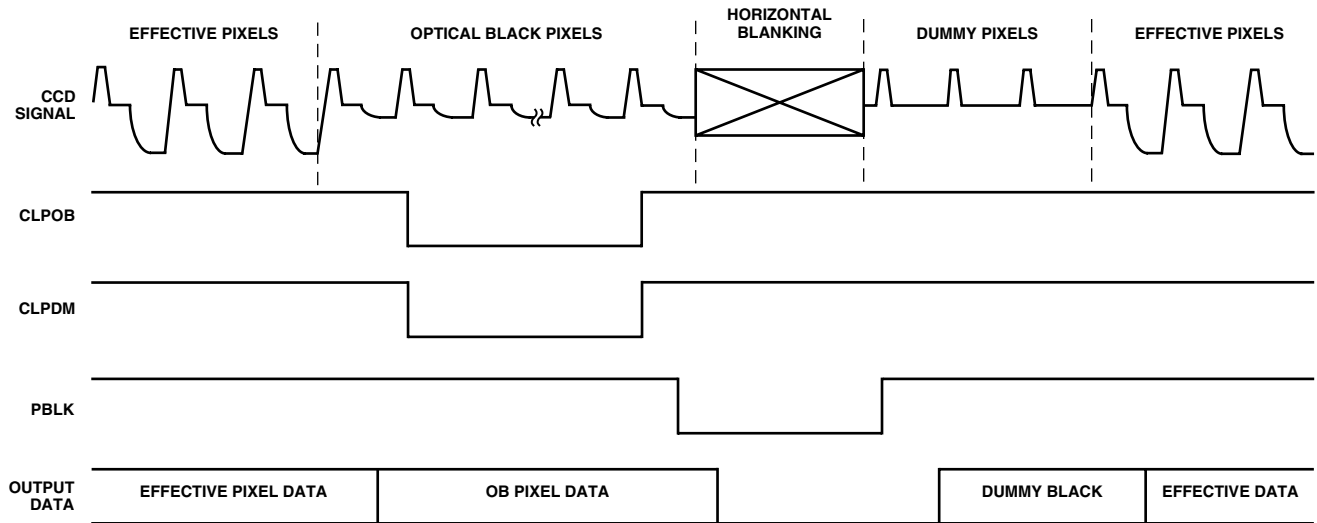 EFFECTIVE PIXELS
OPTICAL BLACK PIXELS
HORIZONTAL
BLANKING
DUMMY PIXELS
EFFECTIVE PIXELS
CCD
SIGNAL
CLPOB
CLPDM
PBLK
OUTPUT
DATA
EFFECTIVE PIXEL DATA
OB PIXEL DATA
DUMMY BLACK
EFFECTIVE DATA